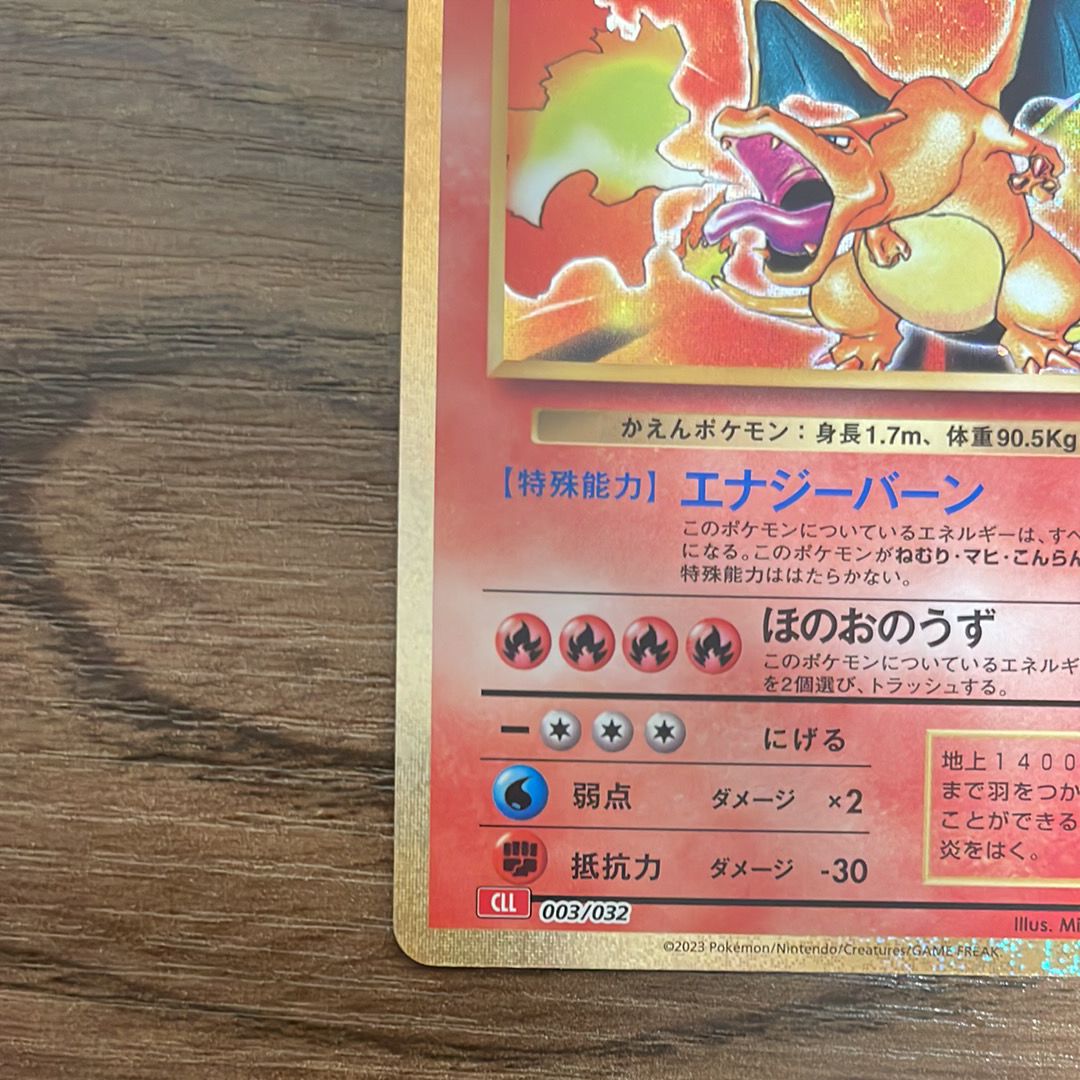 かえんポケモン：身長1.7m、体重90.5Kg
【特殊能力】 エナジーバーン
このポケモンについているエネルギーは、すべ
になる。このポケモンがねむり・マヒ・こんらん
特殊能力ははたらかない。
ほのおのうず
このポケモンについているエネルギ
を2個選び、トラッシュする。
にげる
弱点 ダメージ ×2
抵抗力 ダメージ -30
地上1400
まで羽をつか
ことができる
炎をはく。
CLL 003/032
Illus. Mi
©2023 Pokémon/Nintendo/Creatures/GAME FREAK.